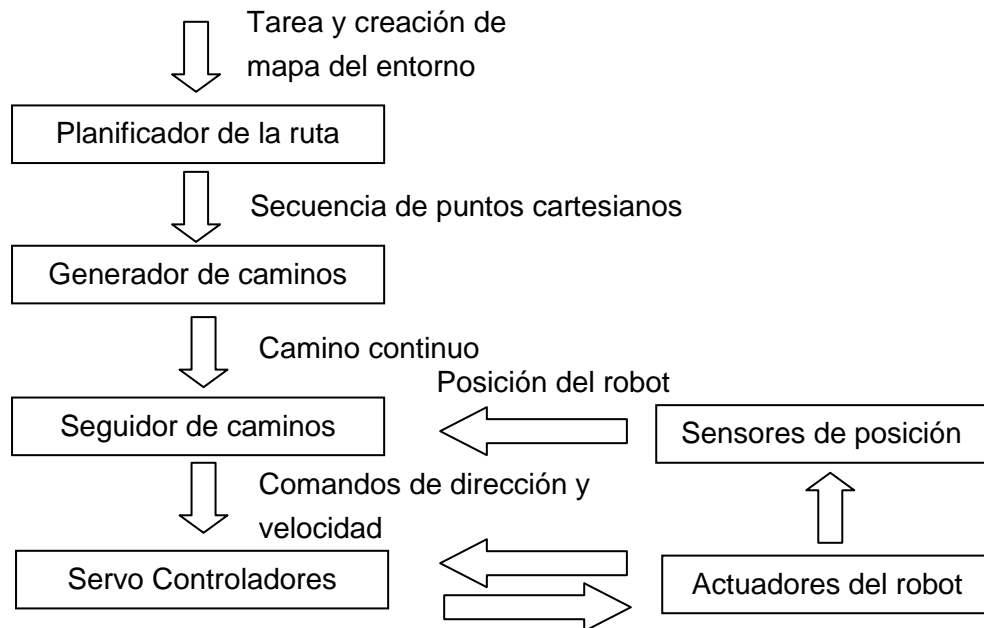 Tarea y creación de
mapa del entorno
Planificador de la ruta
Secuencia de puntos cartesianos
Generador de caminos
Camino continuo
Posición del robot
Seguidor de caminos
Sensores de posición
Comandos de dirección y
velocidad
Servo Controladores
Actuadores del robot